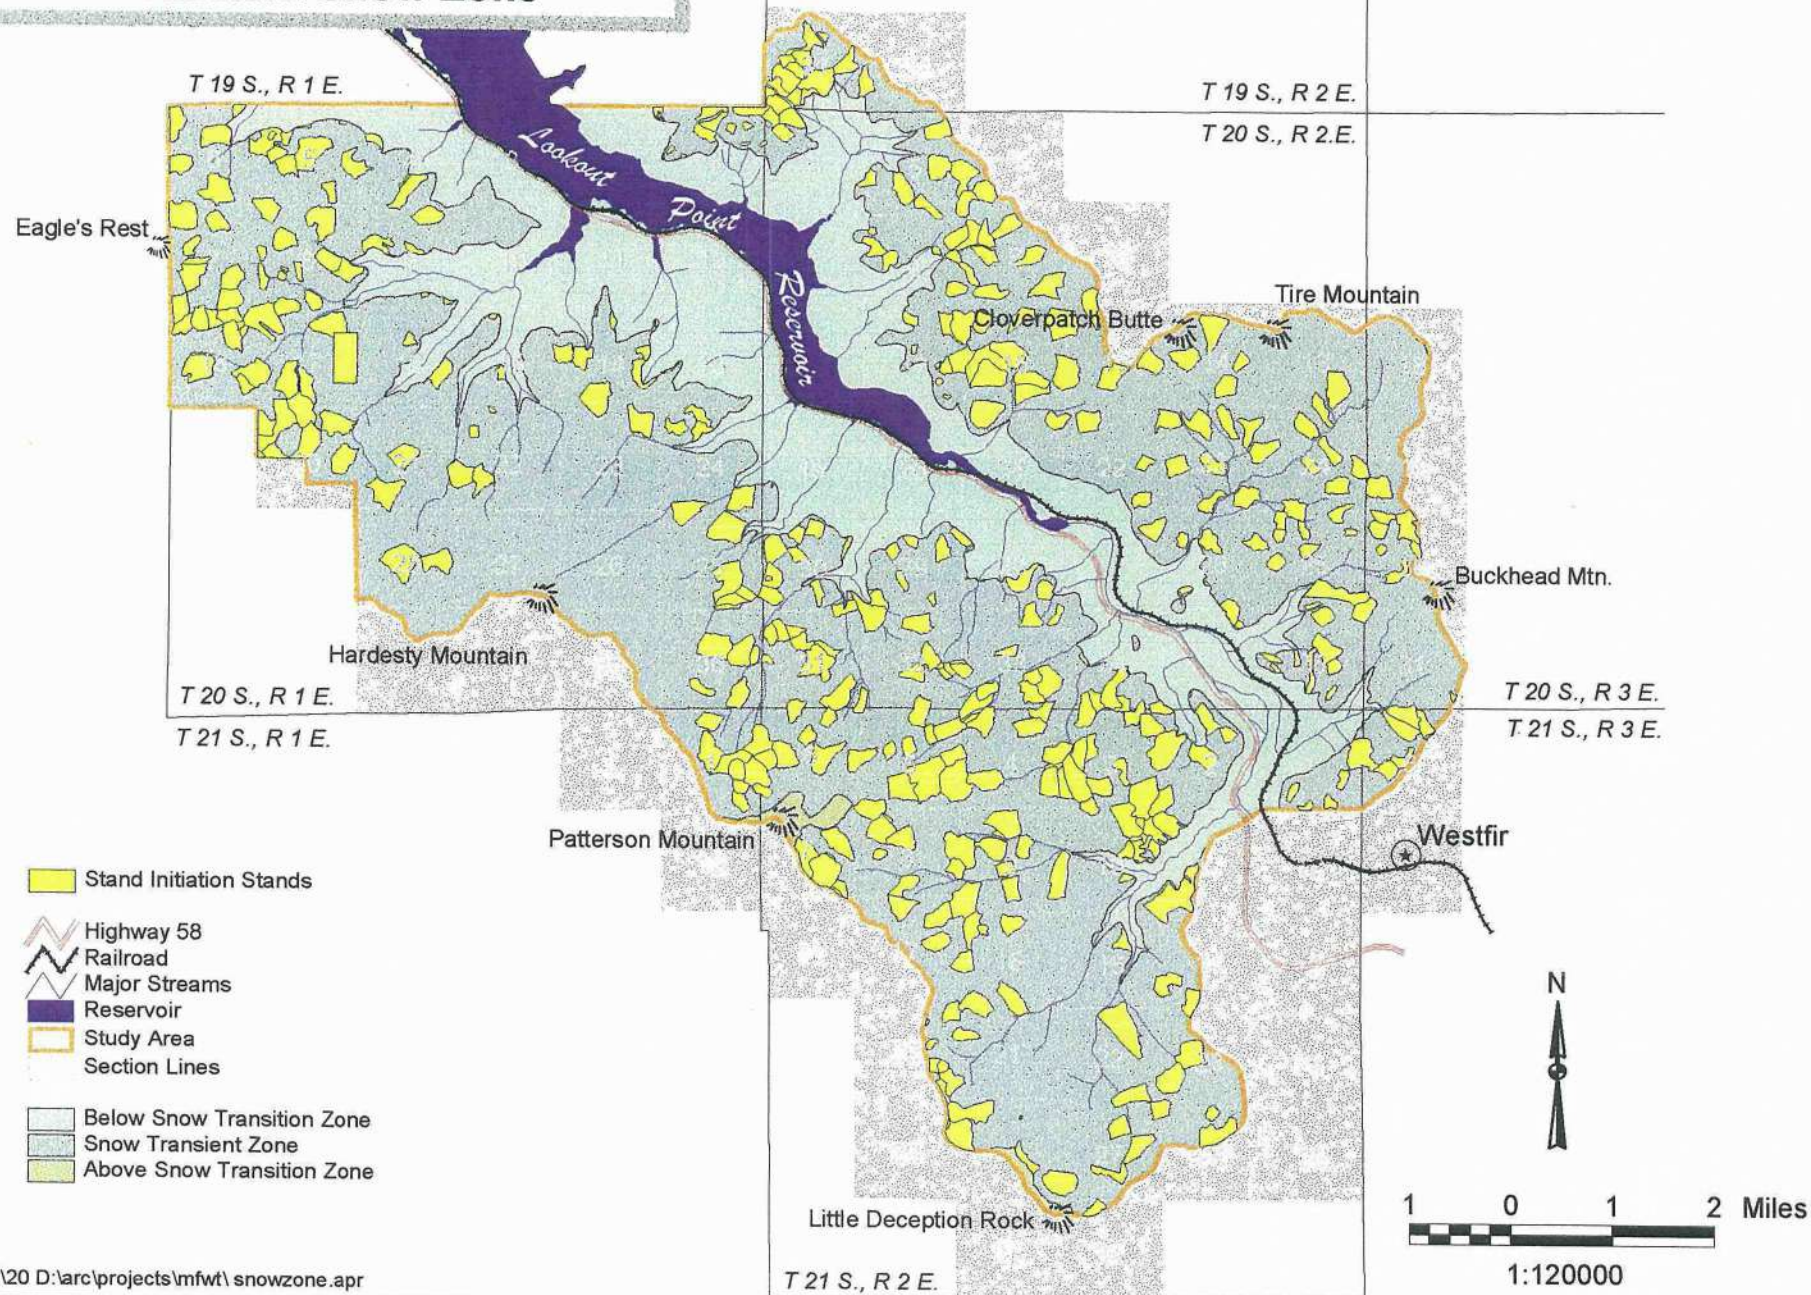 T 19 S., R 1 E.
T 19 S., R 2 E.
T 20 S., R 2.E.
Lookout
Point
Reservoir
Eagle's Rest
Tire Mountain
Cloverpatch Butte
Buckhead Mtn.
Hardesty Mountain
T 20 S., R 1 E.
T 21 S., R 1 E.
T 20 S., R 3 E.
T 21 S., R 3 E.
Patterson Mountain
Westfir
Stand Initiation Stands
Highway 58
Railroad
Major Streams
Reservoir
Study Area
Section Lines
Below Snow Transition Zone
Snow Transient Zone
Above Snow Transition Zone
N
Little Deception Rock
1 0 1 2 Miles
1:120000
\20 D:\arc\projects\mfwt\ snowzone.apr
T 21 S., R 2 E.